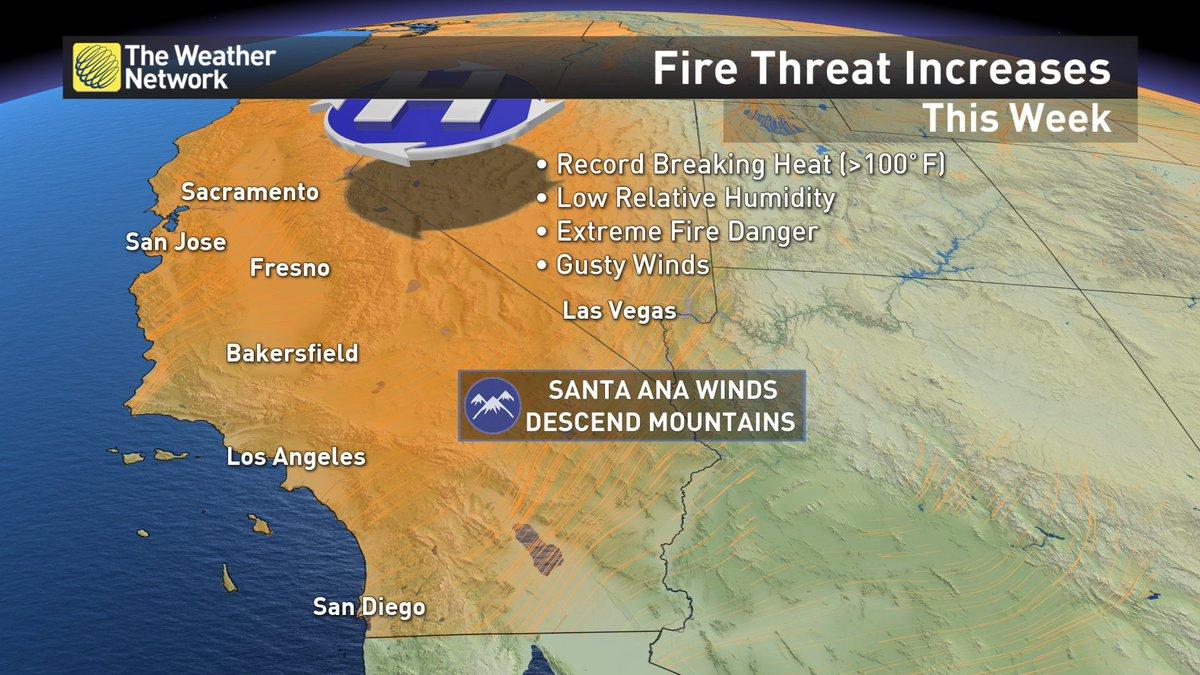 The Weather
Network
Fire Threat Increases
This Week
H
• Record Breaking Heat (>100°F)
• Low Relative Humidity
• Extreme Fire Danger
• Gusty Winds
Sacramento
San Jose
Fresno
Las Vegas
Bakersfield
SANTA ANA WINDS
DESCEND MOUNTAINS
Los Angeles
San Diego